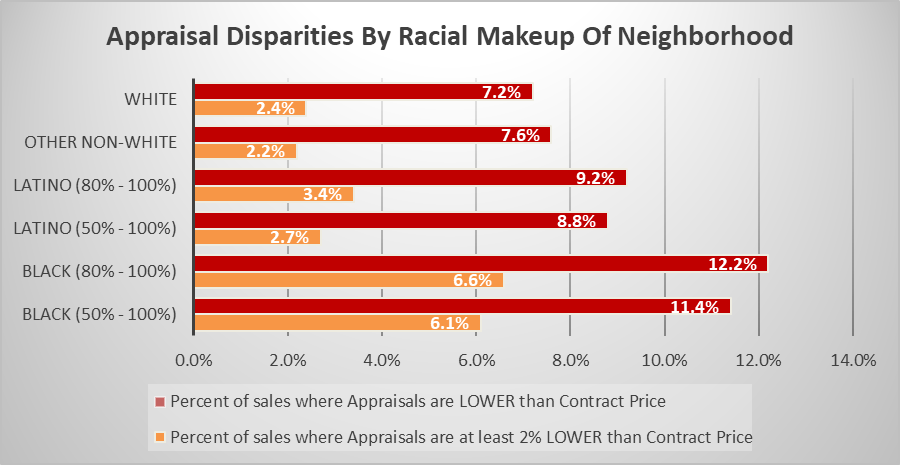 Appraisal Disparities By Racial Makeup Of Neighborhood
WHITE
7.2%
2.4%
OTHER NON-WHITE
7.6%
2.2%
LATINO (80% - 100%)
9.2%
3.4%
LATINO (50% - 100%)
8.8%
2.7%
BLACK (80% - 100%)
12.2%
6.6%
BLACK (50% - 100%)
11.4%
6.1%
0.0% 2.0% 4.0% 6.0% 8.0% 10.0% 12.0% 14.0%
Percent of sales where Appraisals are LOWER than Contract Price
Percent of sales where Appraisals are at least 2% LOWER than Contract Price